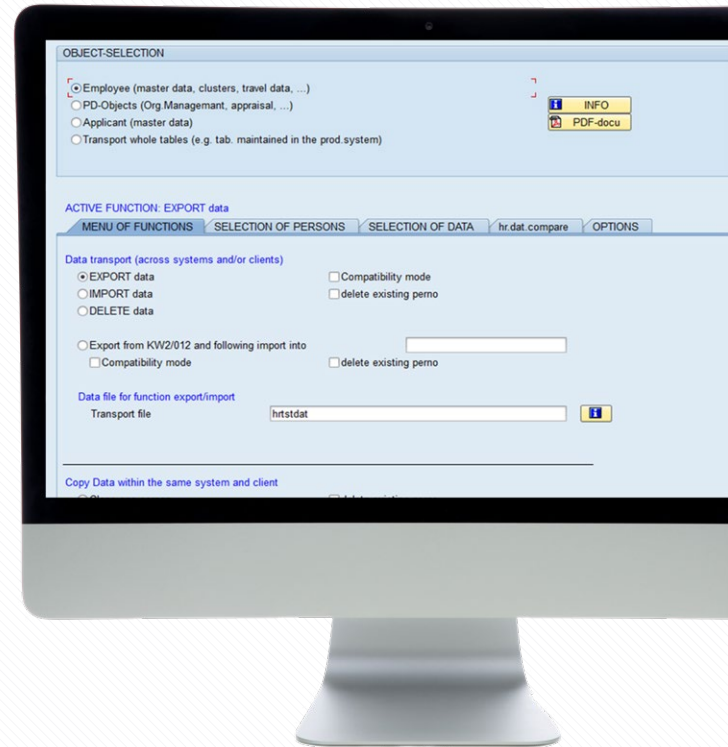 OBJECT-SELECTION
Employee (master data, clusters, travel data, ...)
PD-Objects (Org.Managemant, appraisal, ...)
INFO
Applicant (master data)
PDF-docu
Transport whole tables (e.g. tab. maintained in the prod.system)
ACTIVE FUNCTION: EXPORT data
MENU OF FUNCTIONS SELECTION OF PERSONS SELECTION OF DATA hr.dat.compare OPTIONS
Data transport (across systems and/or clients)
EXPORT data Compatibility mode
IMPORT data delete existing perno
DELETE data
Export from KW2/012 and following import into
Compatibility mode delete existing perno
Data file for function export/import
Transport file hrtstdat
Copy Data within the same system and client